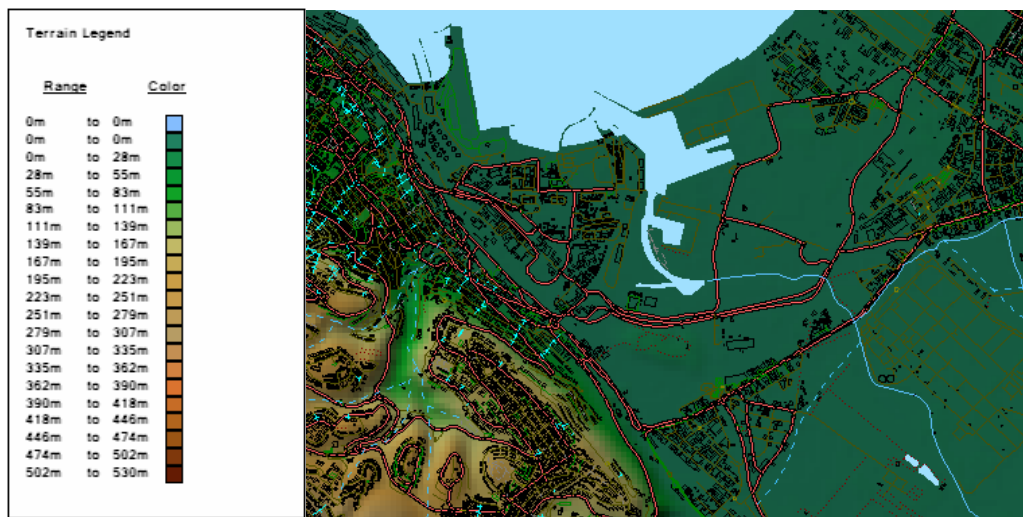 Terrain Legend
Range Color
0m to 0m
0m to 0m
0m to 28m
28m to 55m
55m to 83m
83m to 111m
111m to 139m
139m to 167m
167m to 195m
195m to 223m
223m to 251m
251m to 279m
279m to 307m
307m to 335m
335m to 362m
362m to 390m
390m to 418m
418m to 446m
446m to 474m
474m to 502m
502m to 530m